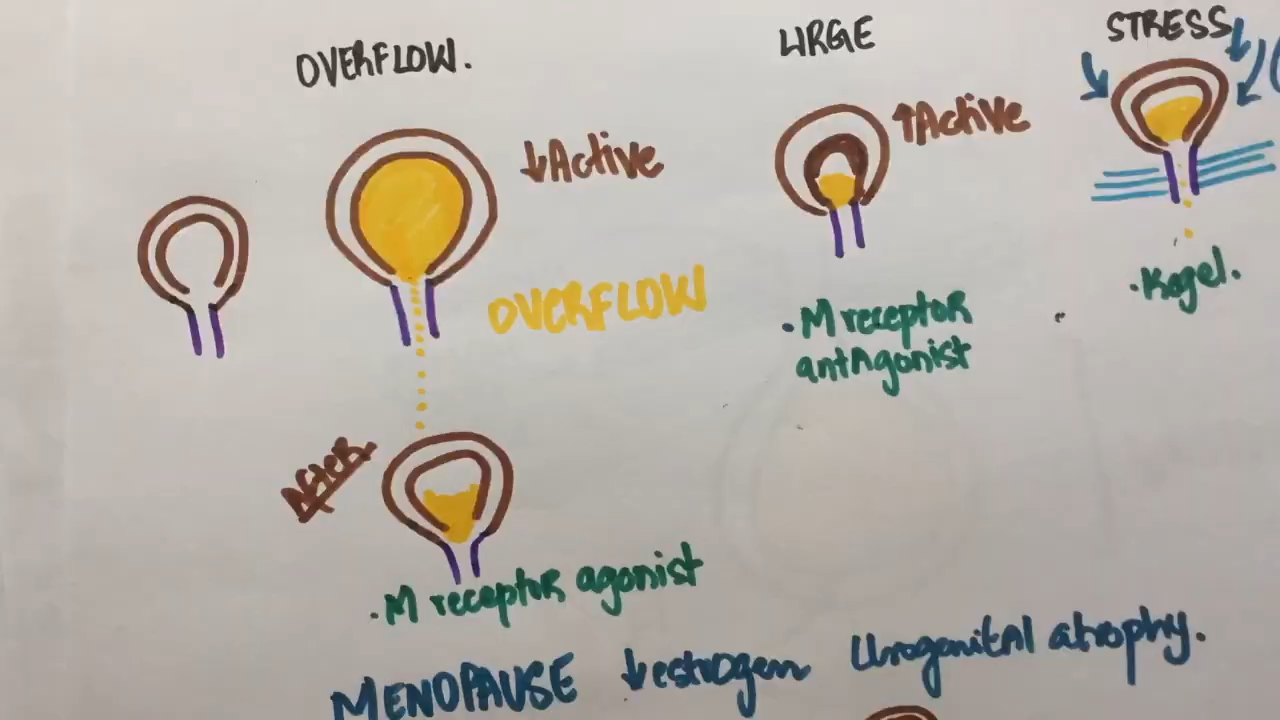 OVERFLOW.
URGE
STRESS
↓Active
↑Active
OVERFLOW
.Kegel.
.M receptor
antagonist
AFTER
.M receptor agonist
MENOPAUSE ↓estrogen Urogenital atrophy.